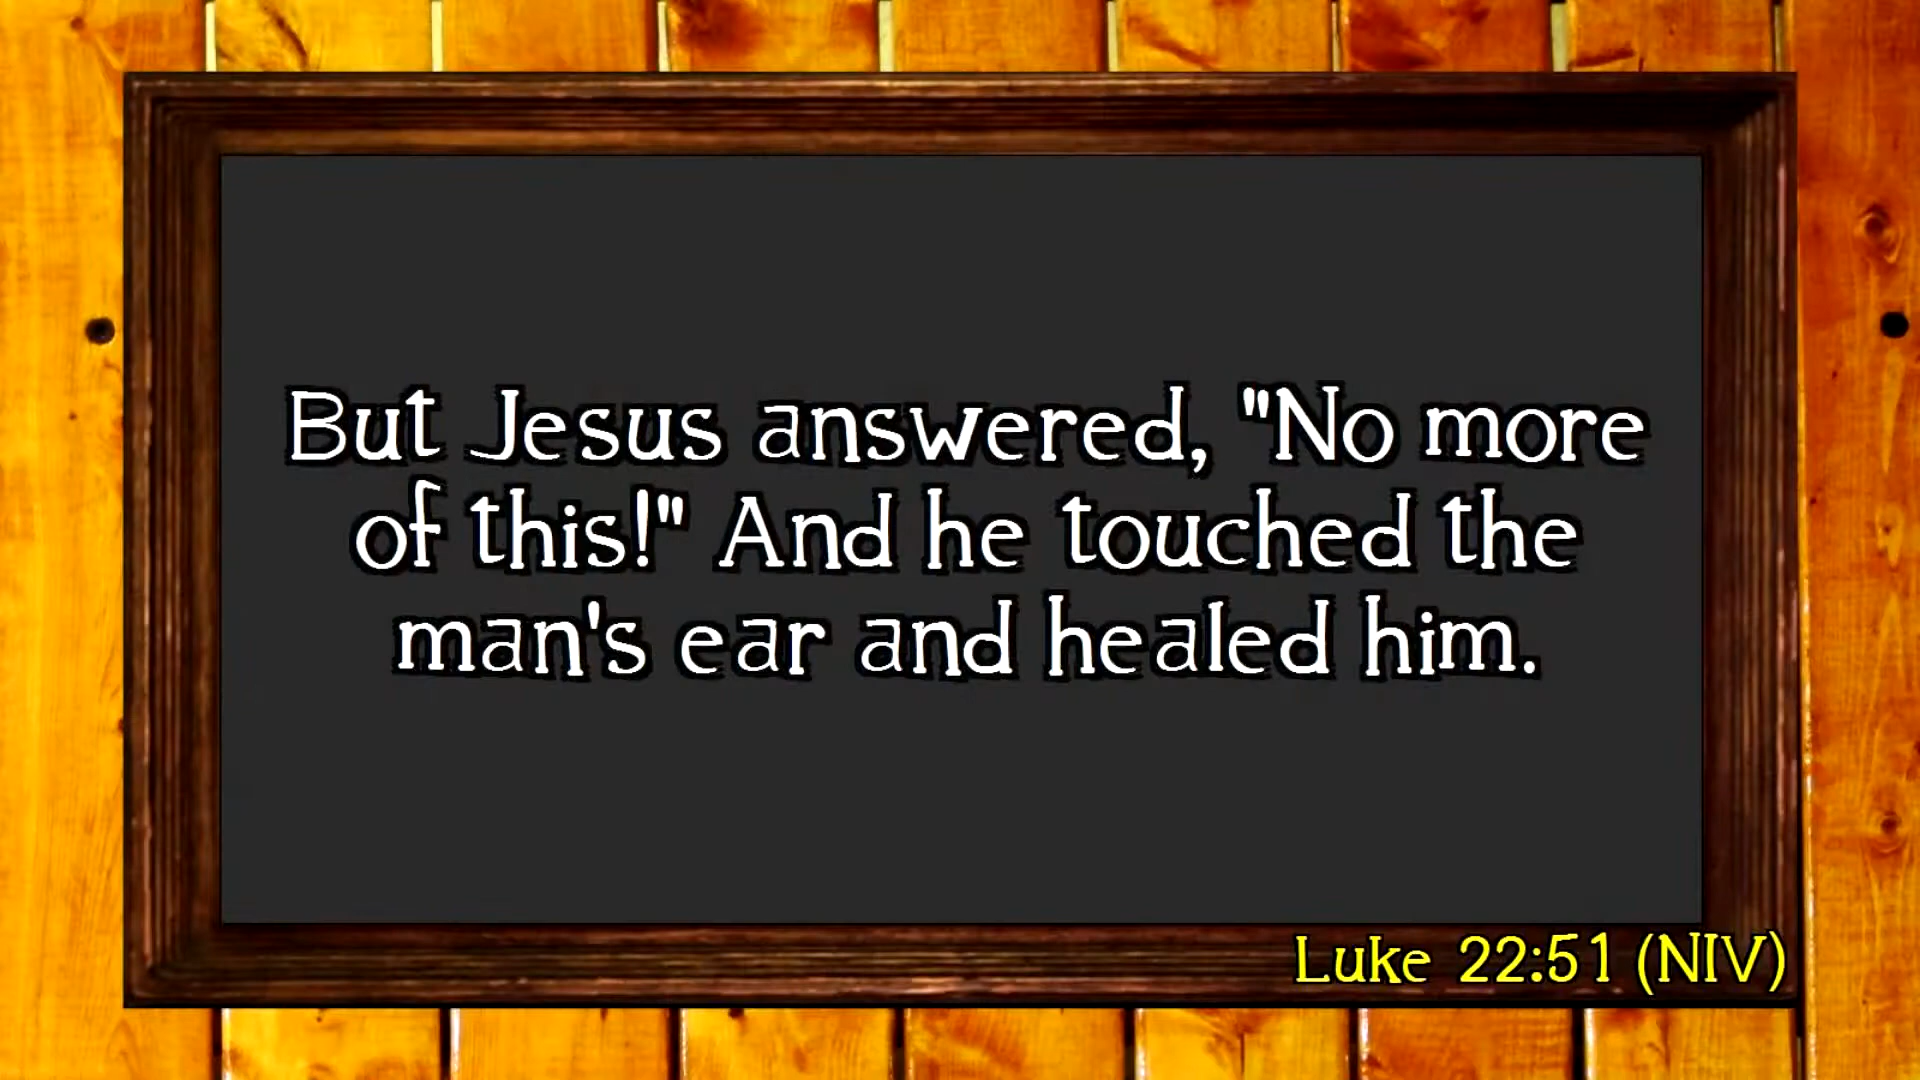 But Jesus answered, "No more
of this!" And he touched the
man's ear and healed him.
Luke 22:51 (NIV)